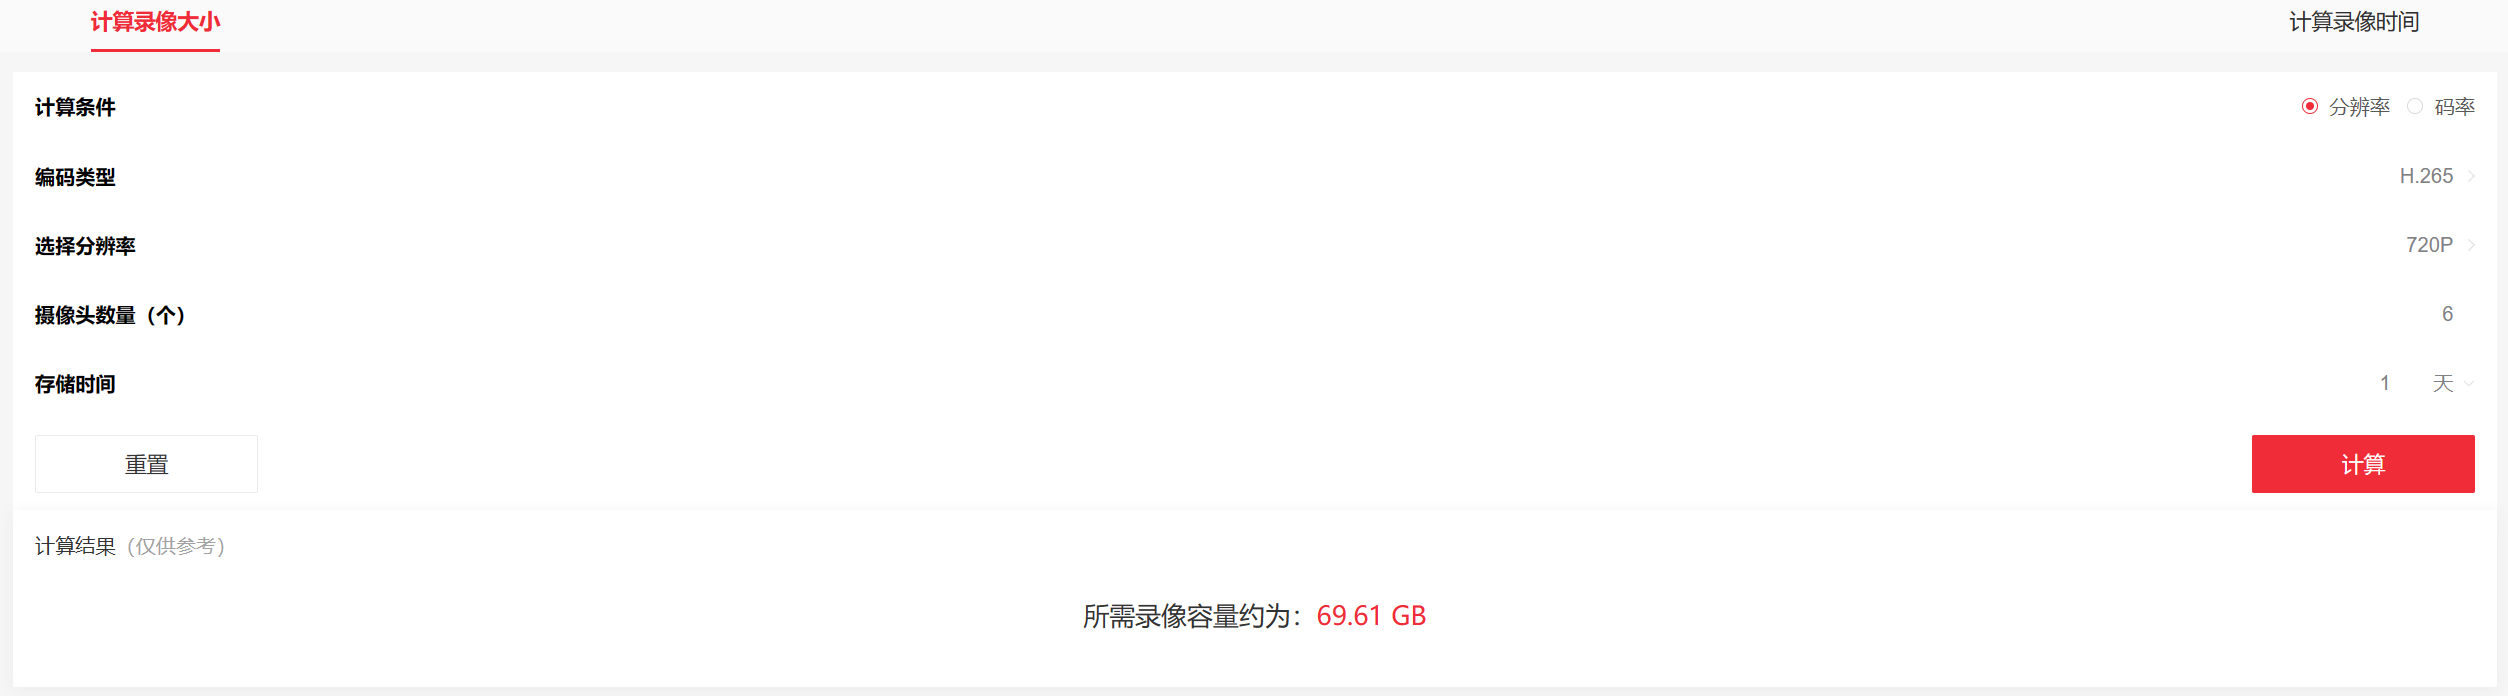 计算录像大小 计算录像时间
计算条件 分辨率 码率
编码类型 H.265
选择分辨率 720P
摄像头数量（个） 6
存储时间 1 天
重置 计算
计算结果（仅供参考）
所需录像容量约为：69.61 GB